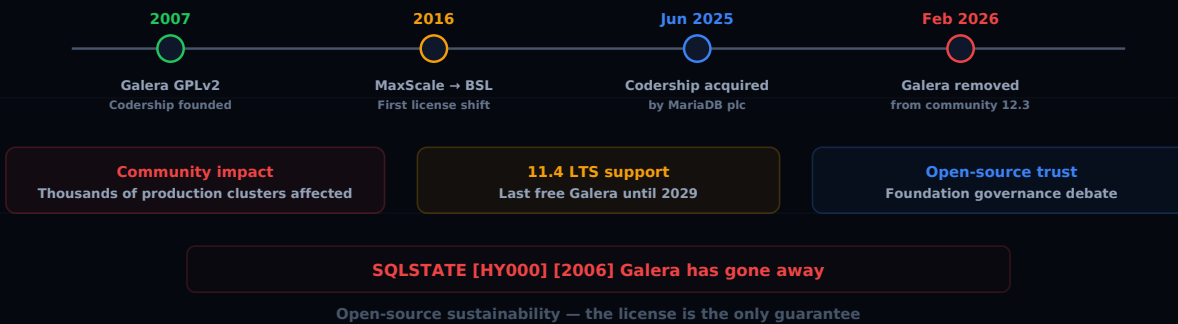 2007
2016
Jun 2025
Feb 2026
Galera GPLv2
MaxScale → BSL
Codership acquired
Galera removed
Codership founded
First license shift
by MariaDB plc
from community 12.3
Community impact
Thousands of production clusters affected
11.4 LTS support
Last free Galera until 2029
Open-source trust
Foundation governance debate
SQLSTATE [HY000] [2006] Galera has gone away
Open-source sustainability — the license is the only guarantee